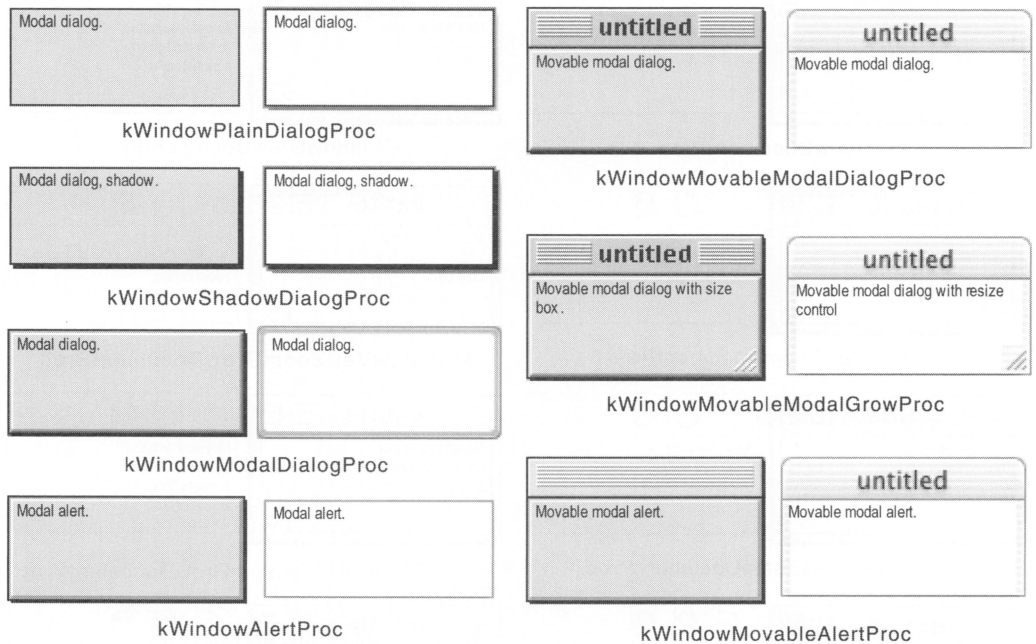 Modal dialog.
Modal dialog.
kWindowPlainDialogProc
Modal dialog, shadow.
Modal dialog, shadow.
kWindowShadowDialogProc
Modal dialog.
Modal dialog.
kWindowModalDialogProc
Modal alert.
Modal alert.
kWindowAlertProc
untitled
untitled
Movable modal dialog.
Movable modal dialog.
kWindowMovableModalDialogProc
untitled
untitled
Movable modal dialog with size
box.
Movable modal dialog with resize
control
kWindowMovableModalGrowProc
untitled
Movable modal alert.
Movable modal alert.
kWindowMovableAlertProc